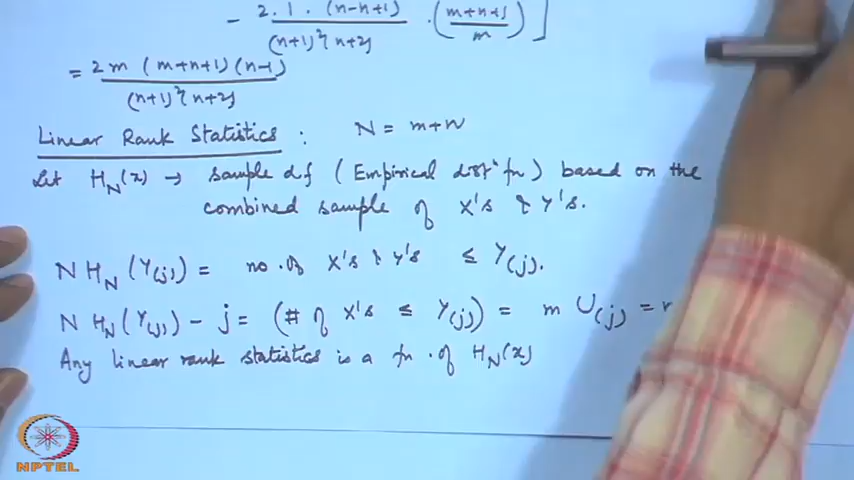 - 2. 1. (n-n+1) / (n+1)²(n+2) · (m+n+1 / m) ]
= 2m (m+n+1)(n-1) / (n+1)²(n+2)
Linear Rank Statistics : N = m+n
Let H_N(x) → sample df (Empirical distⁿ fn) based on the
combined sample of X's & Y's.
N H_N (Y_(j)) = no. of X's & Y's ≤ Y_(j).
N H_N (Y_(j)) - j = (# of X's ≤ Y_(j)) = m U_(j) =
Any linear rank statistics is a fn. of H_N(x)
NPTEL